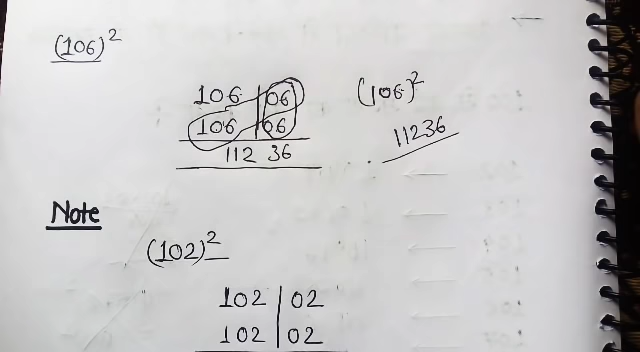 (106)²
106 | 06 (106)²
106 | 06 11236
112 36
Note
(102)²
102 | 02
102 | 02